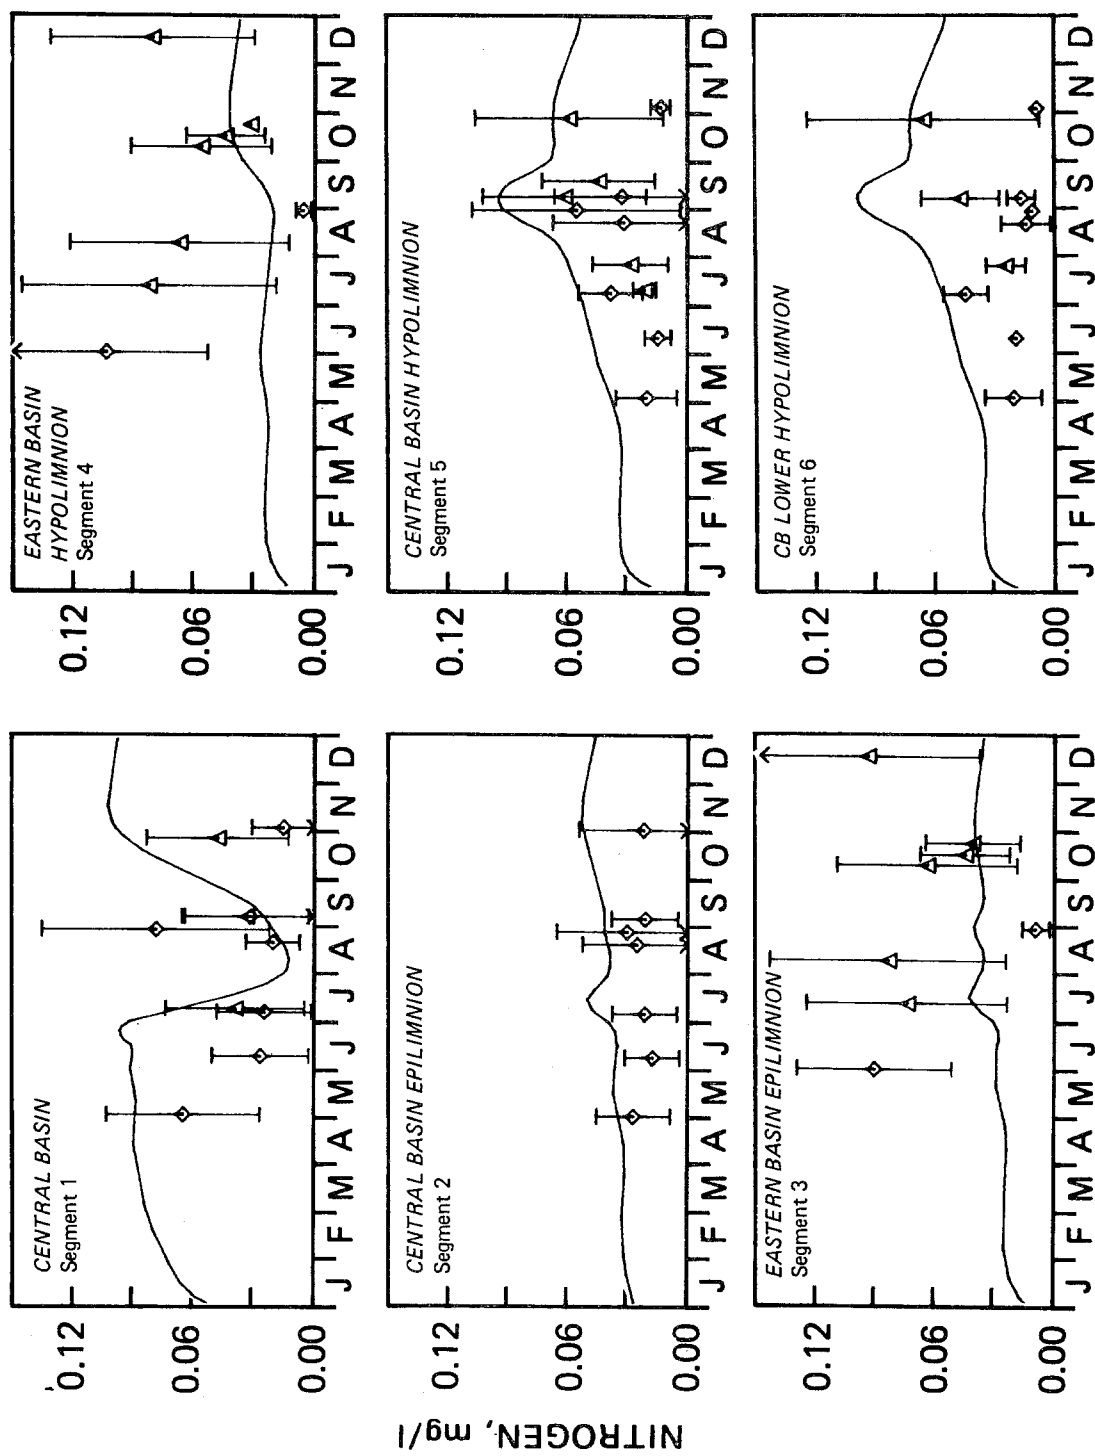 CENTRAL BASIN
Segment 1
0.12
0.06
0.00
J F M A M J J A S O N D
CENTRAL BASIN EPILIMNION
Segment 2
0.12
0.06
0.00
J F M A M J J A S O N D
EASTERN BASIN EPILIMNION
Segment 3
0.12
0.06
0.00
J F M A M J J A S O N D
EASTERN BASIN
HYPOLIMNION
Segment 4
0.12
0.06
0.00
J F M A M J J A S O N D
CENTRAL BASIN HYPOLIMNION
Segment 5
0.12
0.06
0.00
J F M A M J J A S O N D
CB LOWER HYPOLIMNION
Segment 6
0.12
0.06
0.00
J F M A M J J A S O N D
NITROGEN, mg/l